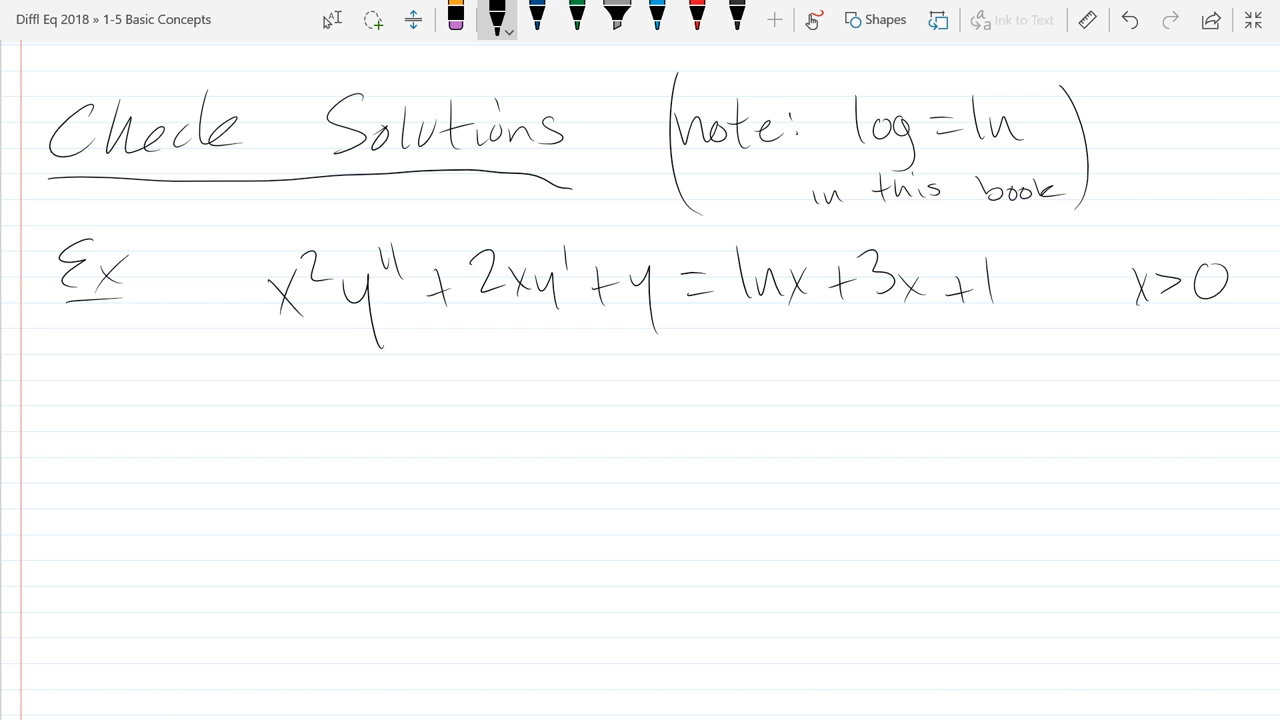 Diffl Eq 2018 » 1-5 Basic Concepts Shapes Ink to Text
Check Solutions (note: log = ln
in this book)
Ex x²y'' + 2xy' + y = lnx + 3x + 1 x > 0